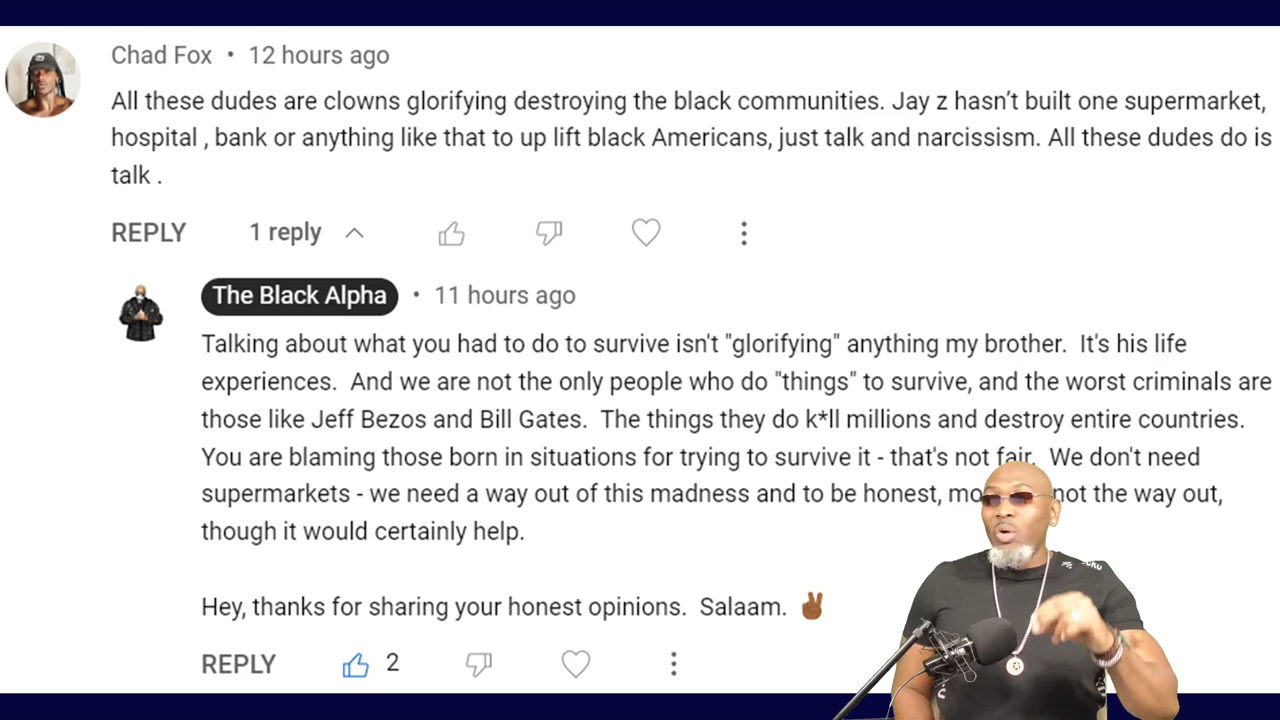 Chad Fox • 12 hours ago
All these dudes are clowns glorifying destroying the black communities. Jay z hasn't built one supermarket,
hospital , bank or anything like that to up lift black Americans, just talk and narcissism. All these dudes do is
talk .
REPLY 1 reply
The Black Alpha • 11 hours ago
Talking about what you had to do to survive isn't "glorifying" anything my brother. It's his life
experiences. And we are not the only people who do "things" to survive, and the worst criminals are
those like Jeff Bezos and Bill Gates. The things they do k*ll millions and destroy entire countries.
You are blaming those born in situations for trying to survive it - that's not fair. We don't need
supermarkets - we need a way out of this madness and to be honest, not the way out,
though it would certainly help.
Hey, thanks for sharing your honest opinions. Salaam. ✌🏾
REPLY 2